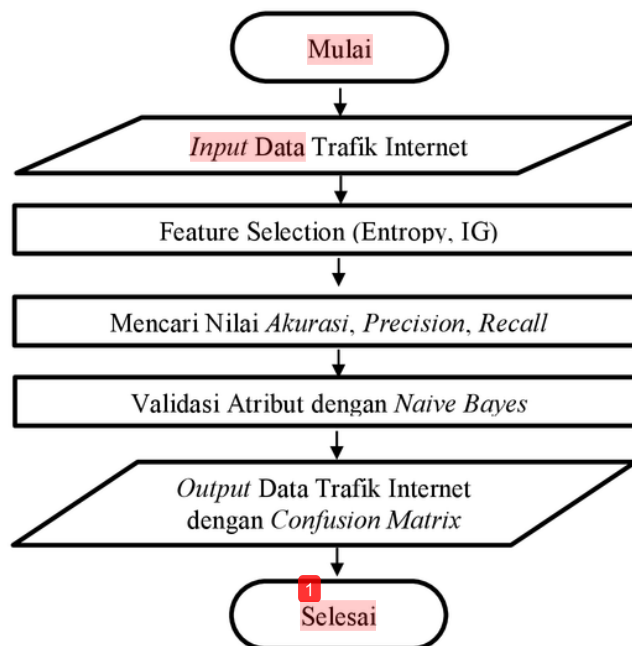 Mulai
Input Data Trafik Internet
Feature Selection (Entropy, IG)
Mencari Nilai Akurasi, Precision, Recall
Validasi Atribut dengan Naive Bayes
Output Data Trafik Internet
dengan Confusion Matrix
1
Selesai